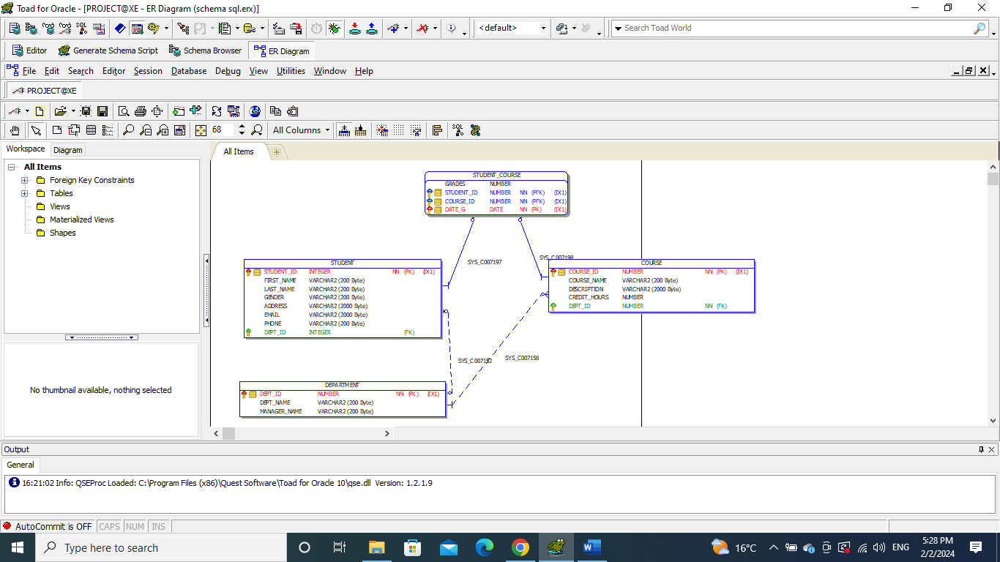 Toad for Oracle - [PROJECT@XE - ER Diagram (schema sql.erx)]
SQL
<default>
Search Toad World
Editor
Generate Schema Script
Schema Browser
ER Diagram
File Edit Search Editor Session Database Debug View Utilities Window Help
PROJECT@XE
68
All Columns
SQL
Workspace
Diagram
All Items
All Items
Foreign Key Constraints
Tables
Views
Materialized Views
Shapes
No thumbnail available, nothing selected
STUDENT_COURSE
GRADES NUMBER
STUDENT_ID NUMBER NN (PFK) (IX1)
COURSE_ID NUMBER NN (PFK) (IX1)
DATE_G DATE NN (PK) (IX1)
SYS_C007197
SYS_C007198
STUDENT
STUDENT_ID INTEGER NN (PK) (IX1)
FIRST_NAME VARCHAR2 (200 Byte)
LAST_NAME VARCHAR2 (200 Byte)
GENDER VARCHAR2 (200 Byte)
ADDRESS VARCHAR2 (2000 Byte)
EMAIL VARCHAR2 (200 Byte)
PHONE VARCHAR2 (200 Byte)
DEPT_ID INTEGER (FK)
COURSE
COURSE_ID NUMBER NN (PK) (IX1)
COURSE_NAME VARCHAR2 (200 Byte)
DESCRIPTION VARCHAR2 (2000 Byte)
CREDIT_HOURS NUMBER
DEPT_ID NUMBER NN (FK)
SYS_C007156
DEPARTMENT
DEPT_ID NUMBER NN (PK) (IX1)
DEPT_NAME VARCHAR2 (200 Byte)
MANAGER_NAME VARCHAR2 (200 Byte)
Output
General
16:21:02 Info: QSEProc Loaded: C:\Program Files (x86)\Quest Software\Toad for Oracle 10\qse.dll Version: 1.2.1.9
AutoCommit is OFF CAPS NUM INS
Type here to search
16°C
ENG
5:28 PM
2/2/2024